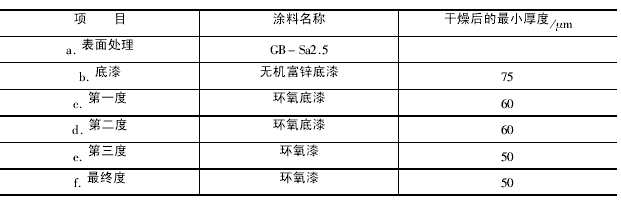 项 目 涂料名称 干燥后的最小厚度/μm
a. 表面处理 GB-Sa2.5
b. 底漆 无机富锌底漆 75
c. 第一度 环氧底漆 60
d. 第二度 环氧底漆 60
e. 第三度 环氧漆 50
f. 最终度 环氧漆 50